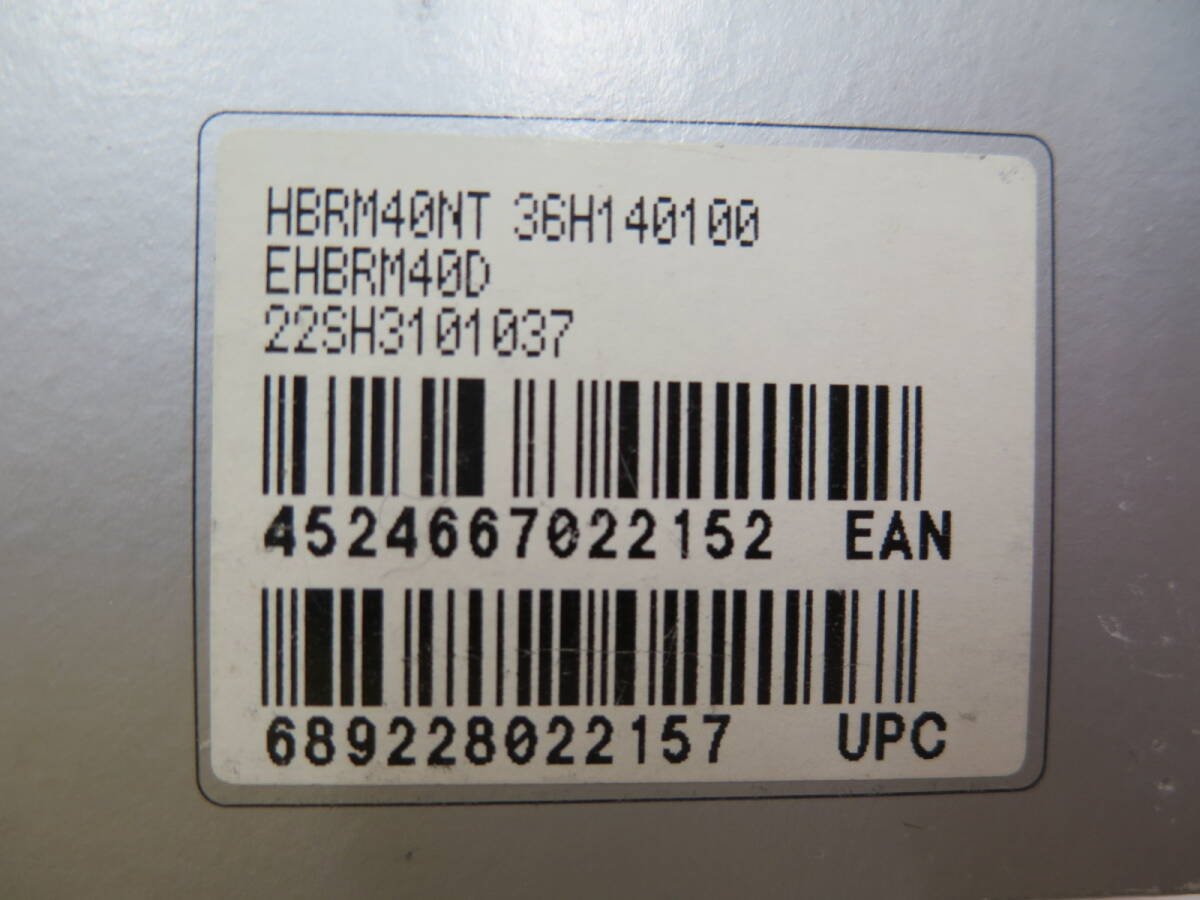 HBRM40NT 36H140100
EHBRM40D
22SH3101037
4524667022152 EAN
689228022157 UPC